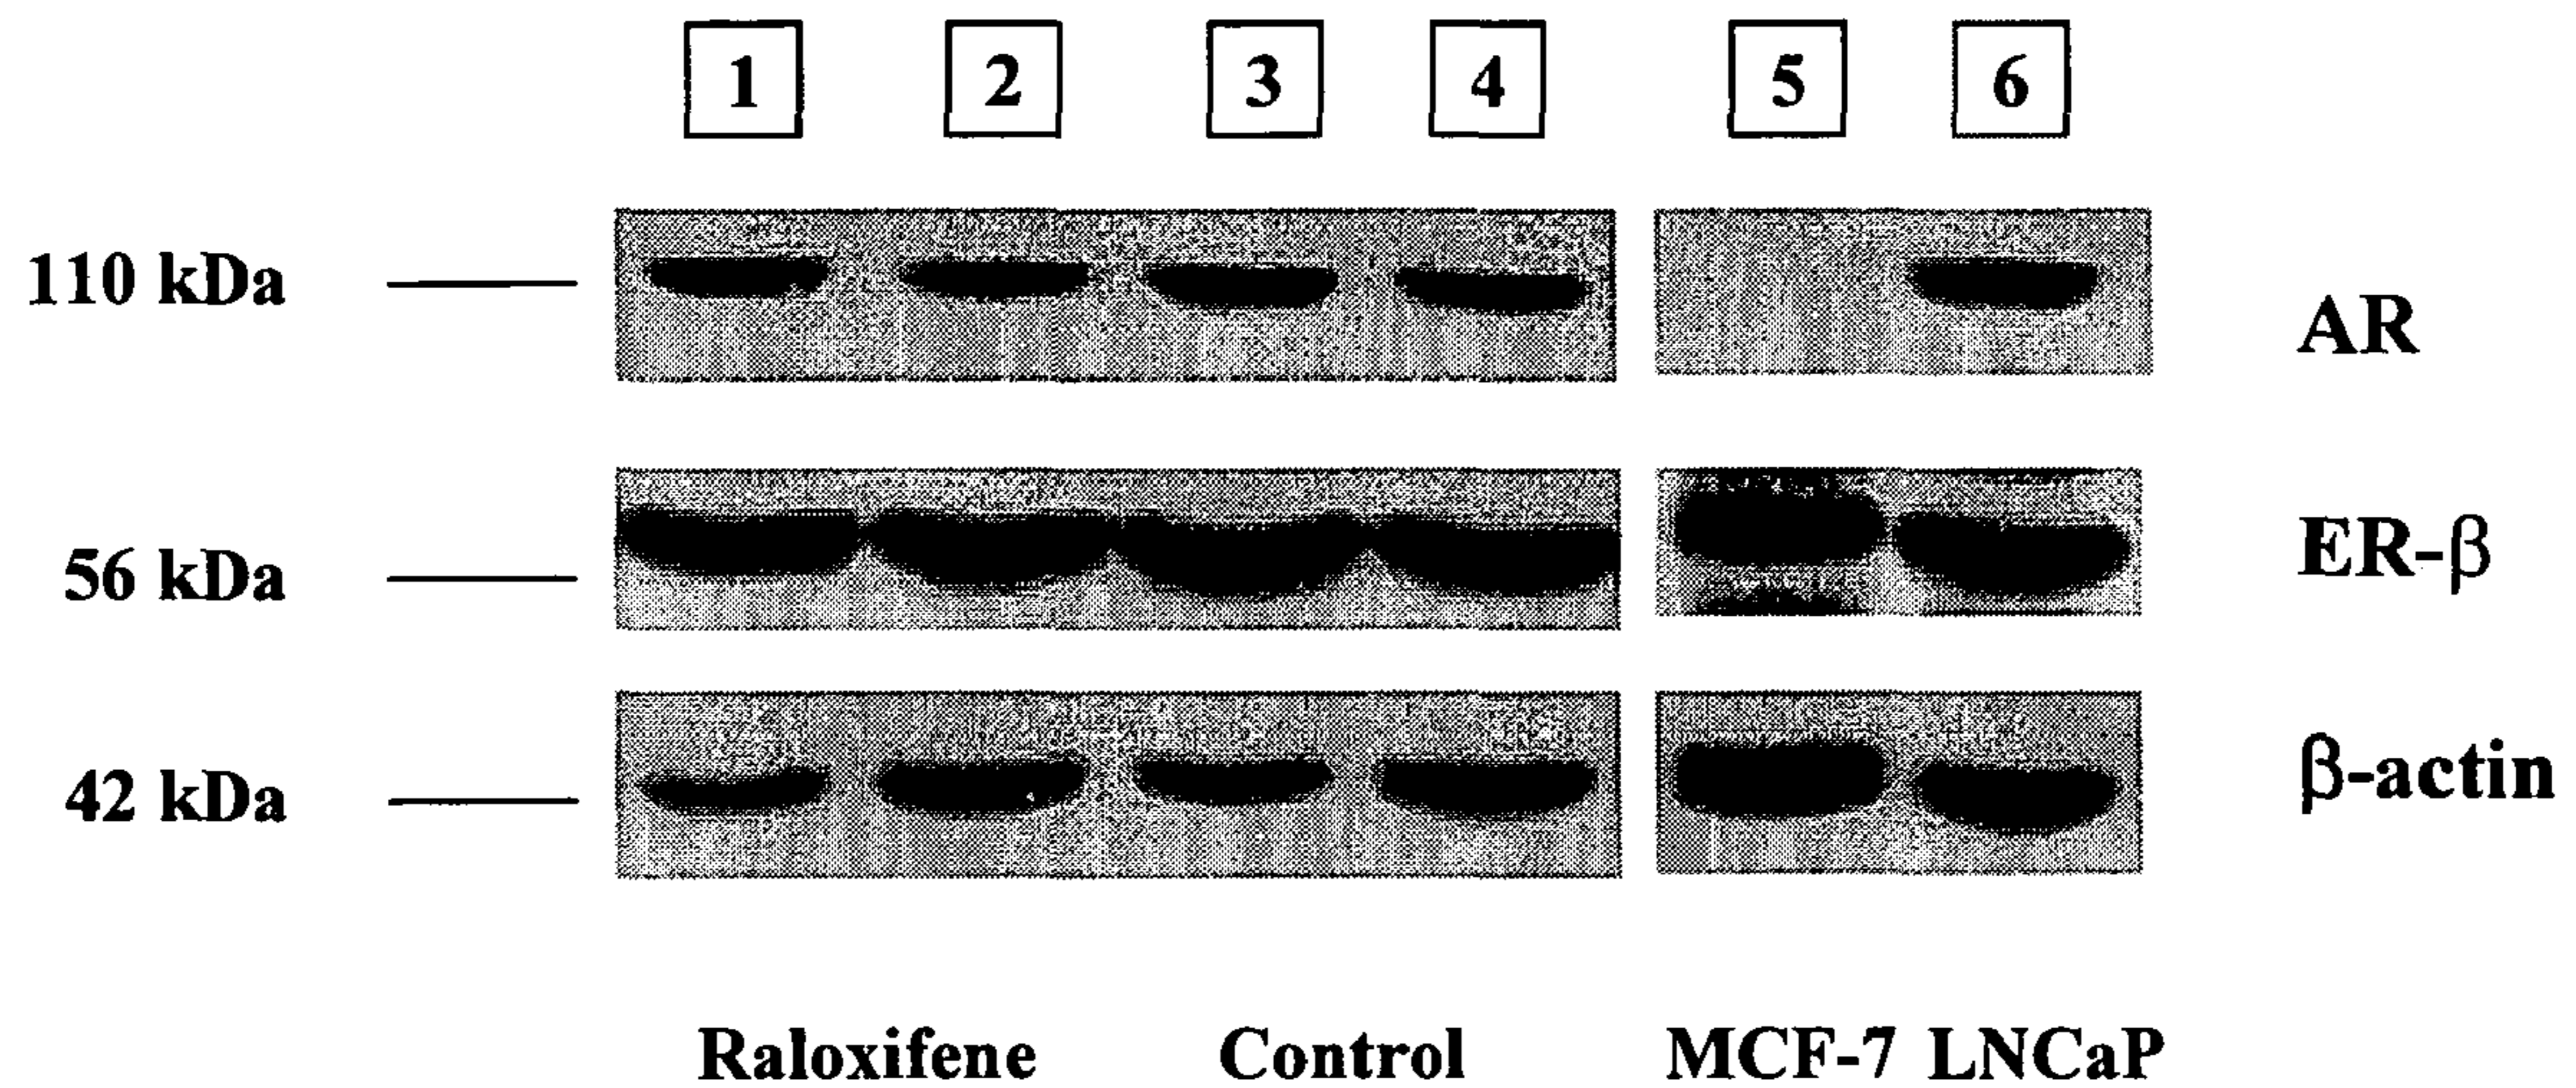 1 2 3 4 5 6
110 kDa AR
56 kDa ER-β
42 kDa β-actin
Raloxifene Control MCF-7 LNCaP